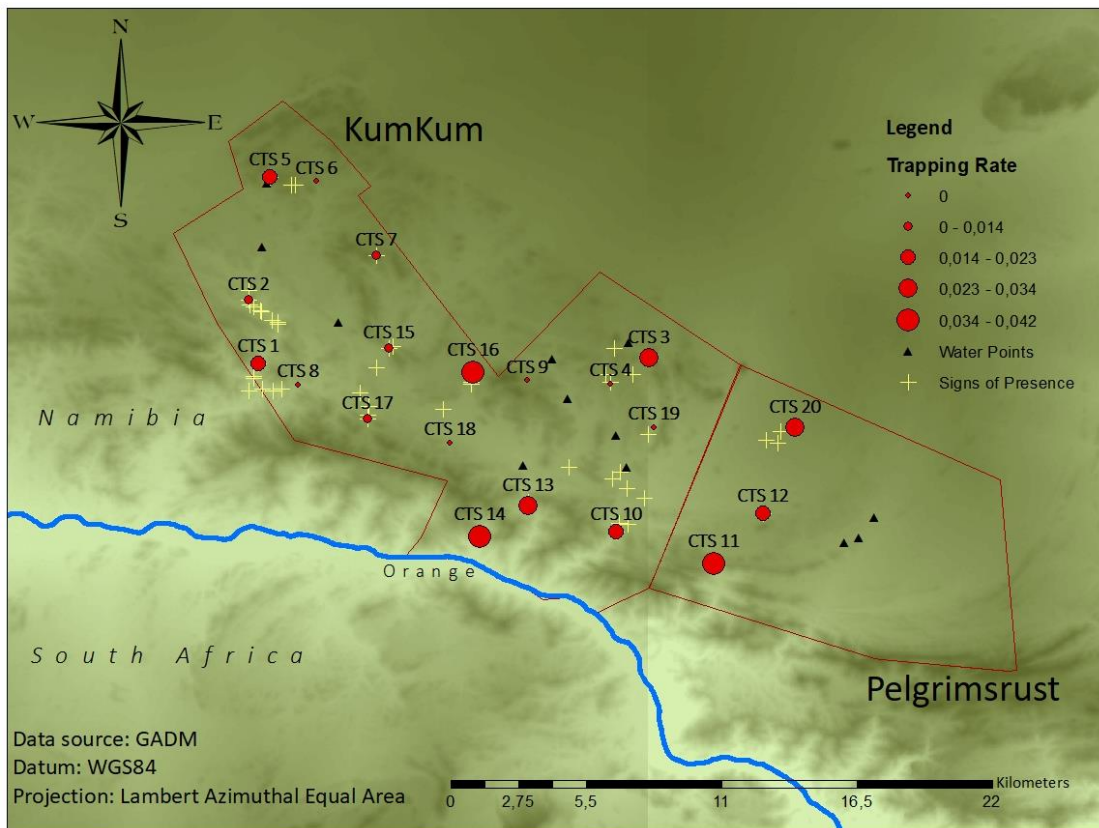 N
W
E
S
KumKum
Legend
Trapping Rate
0
0 - 0,014
0,014 - 0,023
0,023 - 0,034
0,034 - 0,042
Water Points
Signs of Presence
CTS 5
CTS 6
CTS 7
CTS 2
CTS 15
CTS 1
CTS 8
CTS 16
CTS 9
CTS 3
CTS 4
CTS 17
CTS 18
CTS 19
CTS 20
CTS 13
CTS 14
CTS 10
CTS 12
CTS 11
Namibia
Orange
South Africa
Pelgrimsrust
Data source: GADM
Datum: WGS84
Projection: Lambert Azimuthal Equal Area
Kilometers
0 2,75 5,5 11 16,5 22